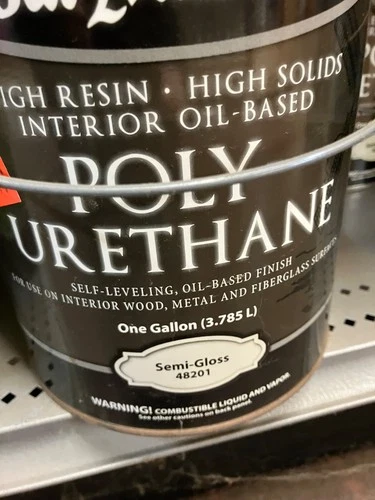 IGH RESIN • HIGH SOLIDS
INTERIOR OIL-BASED
POLY
URETHANE
SELF-LEVELING, OIL-BASED FINISH
FOR USE ON INTERIOR WOOD, METAL AND FIBERGLASS SURFACES
One Gallon (3.785 L)
Semi-Gloss
48201
WARNING! COMBUSTIBLE LIQUID AND VAPOR.
See other cautions on back panel.